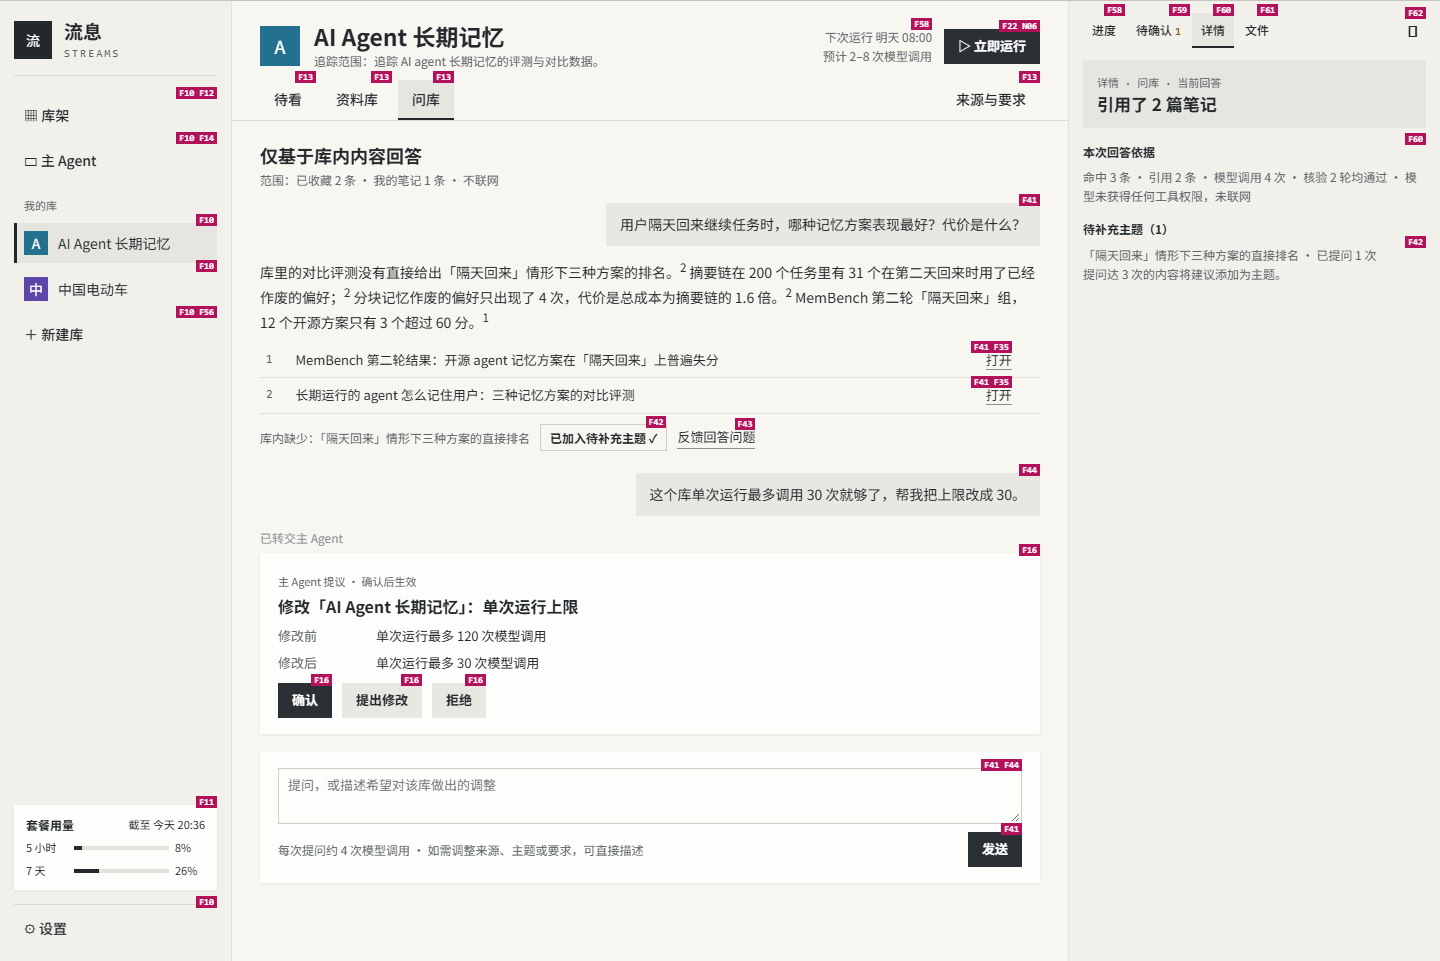 流
流息
STREAMS
F10 F12
库架
F10 F14
主 Agent
我的库
F10
A
AI Agent 长期记忆
F10
中
中国电动车
F10 F56
新建库
F11
套餐用量
截至 今天 20:36
5 小时
8%
7 天
26%
F10
设置
A
AI Agent 长期记忆
追踪范围：追踪 AI agent 长期记忆的评测与对比数据。
F58
下次运行 明天 08:00
预计 2–8 次模型调用
F22 N06
立即运行
F13
待看
F13
资料库
F13
问库
F13
来源与要求
仅基于库内内容回答
范围：已收藏 2 条 · 我的笔记 1 条 · 不联网
F41
用户隔天回来继续任务时，哪种记忆方案表现最好？代价是什么？
库里的对比评测没有直接给出「隔天回来」情形下三种方案的排名。2 摘要链在 200 个任务里有 31 个在第二天回来时用了已经
作废的偏好；2 分块记忆作废的偏好只出现了 4 次，代价是总成本为摘要链的 1.6 倍。2 MemBench 第二轮「隔天回来」组，
12 个开源方案只有 3 个超过 60 分。1
F41 F35
1 MemBench 第二轮结果：开源 agent 记忆方案在「隔天回来」上普遍失分 打开
F41 F35
2 长期运行的 agent 怎么记住用户：三种记忆方案的对比评测 打开
库内缺少：「隔天回来」情形下三种方案的直接排名
F42
已加入待补充主题 ✓
F43
反馈回答问题
F44
这个库单次运行最多调用 30 次就够了，帮我把上限改成 30。
已转交主 Agent
F16
主 Agent 提议 · 确认后生效
修改「AI Agent 长期记忆」：单次运行上限
修改前 单次运行最多 120 次模型调用
修改后 单次运行最多 30 次模型调用
F16
确认
F16
提出修改
F16
拒绝
F41 F44
提问，或描述希望对该库做出的调整
每次提问约 4 次模型调用 · 如需调整来源、主题或要求，可直接描述
F41
发送
F58
进度
F59
待确认 1
F60
详情
F61
文件
F62
详情 · 问库 · 当前回答
引用了 2 篇笔记
F60
本次回答依据
命中 3 条 · 引用 2 条 · 模型调用 4 次 · 核验 2 轮均通过 · 模
型未获得任何工具权限，未联网
待补充主题（1）
F42
「隔天回来」情形下三种方案的直接排名 · 已提问 1 次
提问达 3 次的内容将建议添加为主题。